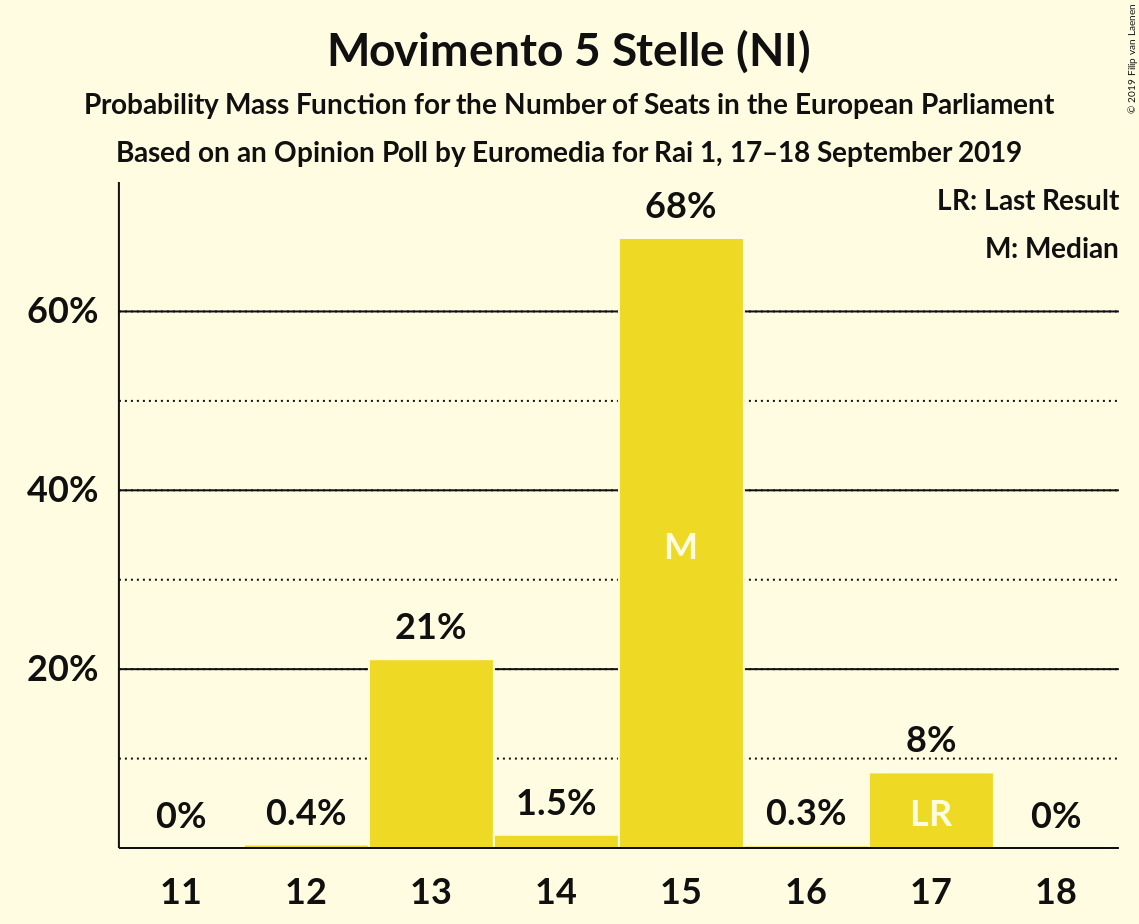 Movimento 5 Stelle (NI)
Probability Mass Function for the Number of Seats in the European Parliament
Based on an Opinion Poll by Euromedia for Rai 1, 17–18 September 2019
© 2019 Filip van Laenen
LR: Last Result
M: Median
60%
40%
20%
0%
0.4%
21%
1.5%
68%
M
0.3%
8%
LR
0%
11 12 13 14 15 16 17 18